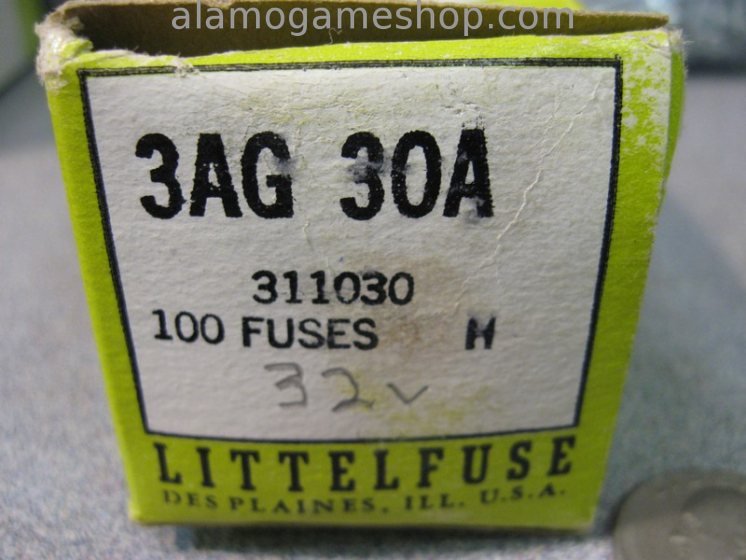 alamogameshop.com
3AG 30A
311030
100 FUSES H
32v
LITTELFUSE
DES PLAINES, ILL. U.S.A.